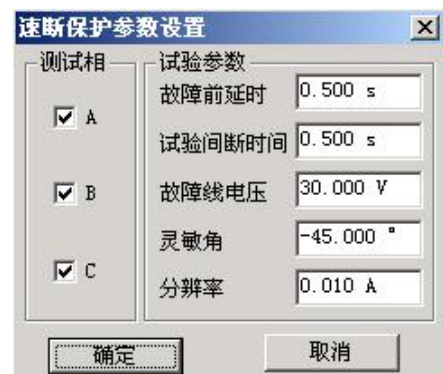 速断保护参数设置
测试相
A
B
C
试验参数
故障前延时 0.500 s
试验间断时间 0.500 s
故障线电压 30.000 V
灵敏角 -45.000 °
分辨率 0.010 A
确定 取消